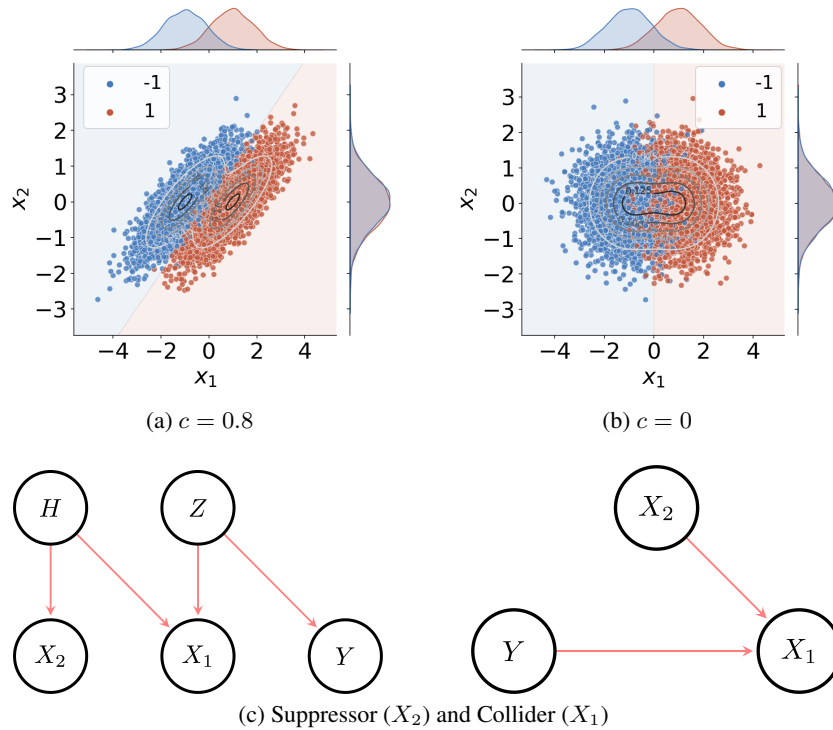 -1
1
3
2
1
0
−1
−2
−3
x2
−4 −2 0 2 4
x1
(a) c = 0.8
-1
1
3
2
1
0
−1
−2
−3
x2
0.125
−4 −2 0 2 4
x1
(b) c = 0
H Z
X2 X1 Y
X2
Y X1
(c) Suppressor (X2) and Collider (X1)